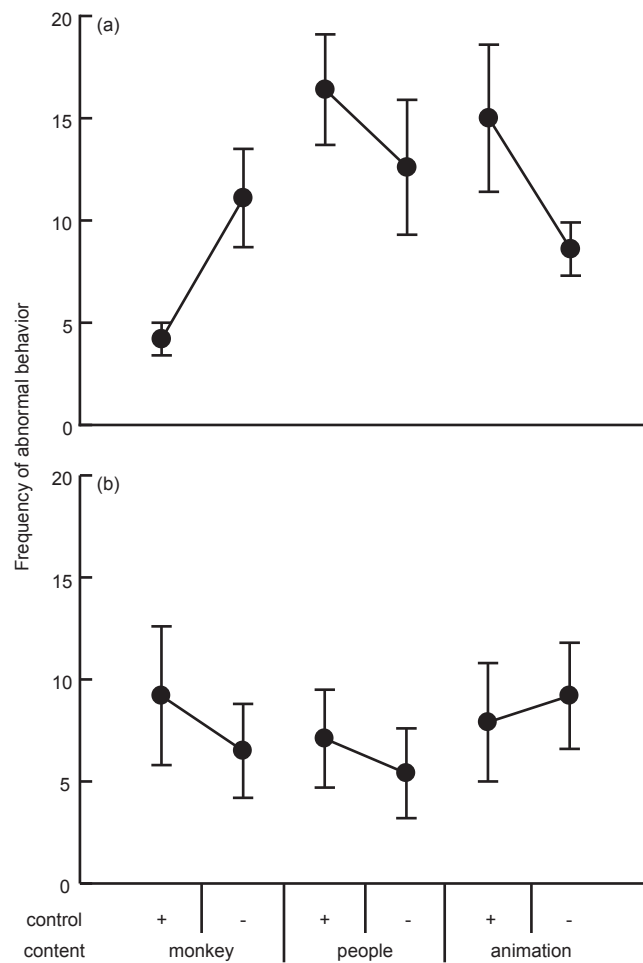 (a)
20
15
10
5
0
Frequency of abnormal behavior
(b)
20
15
10
5
0
control + - + - + -
content monkey people animation